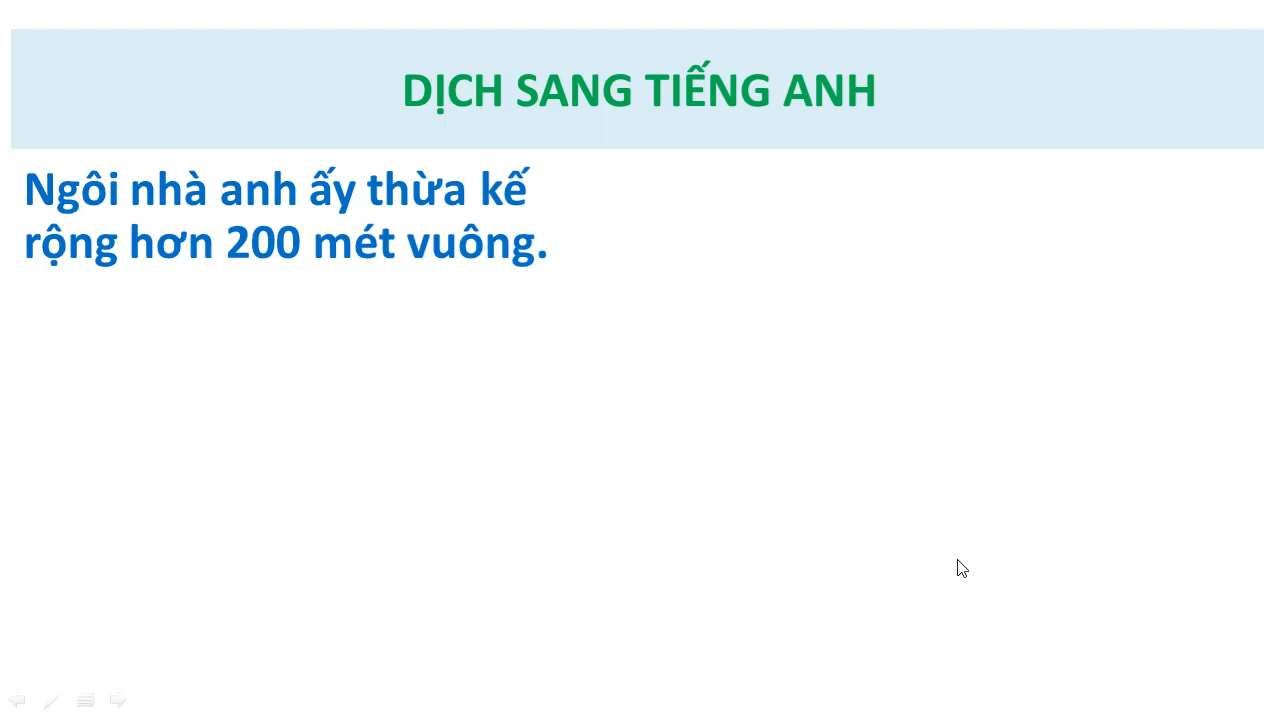 DỊCH SANG TIẾNG ANH
Ngôi nhà anh ấy thừa kế
rộng hơn 200 mét vuông.